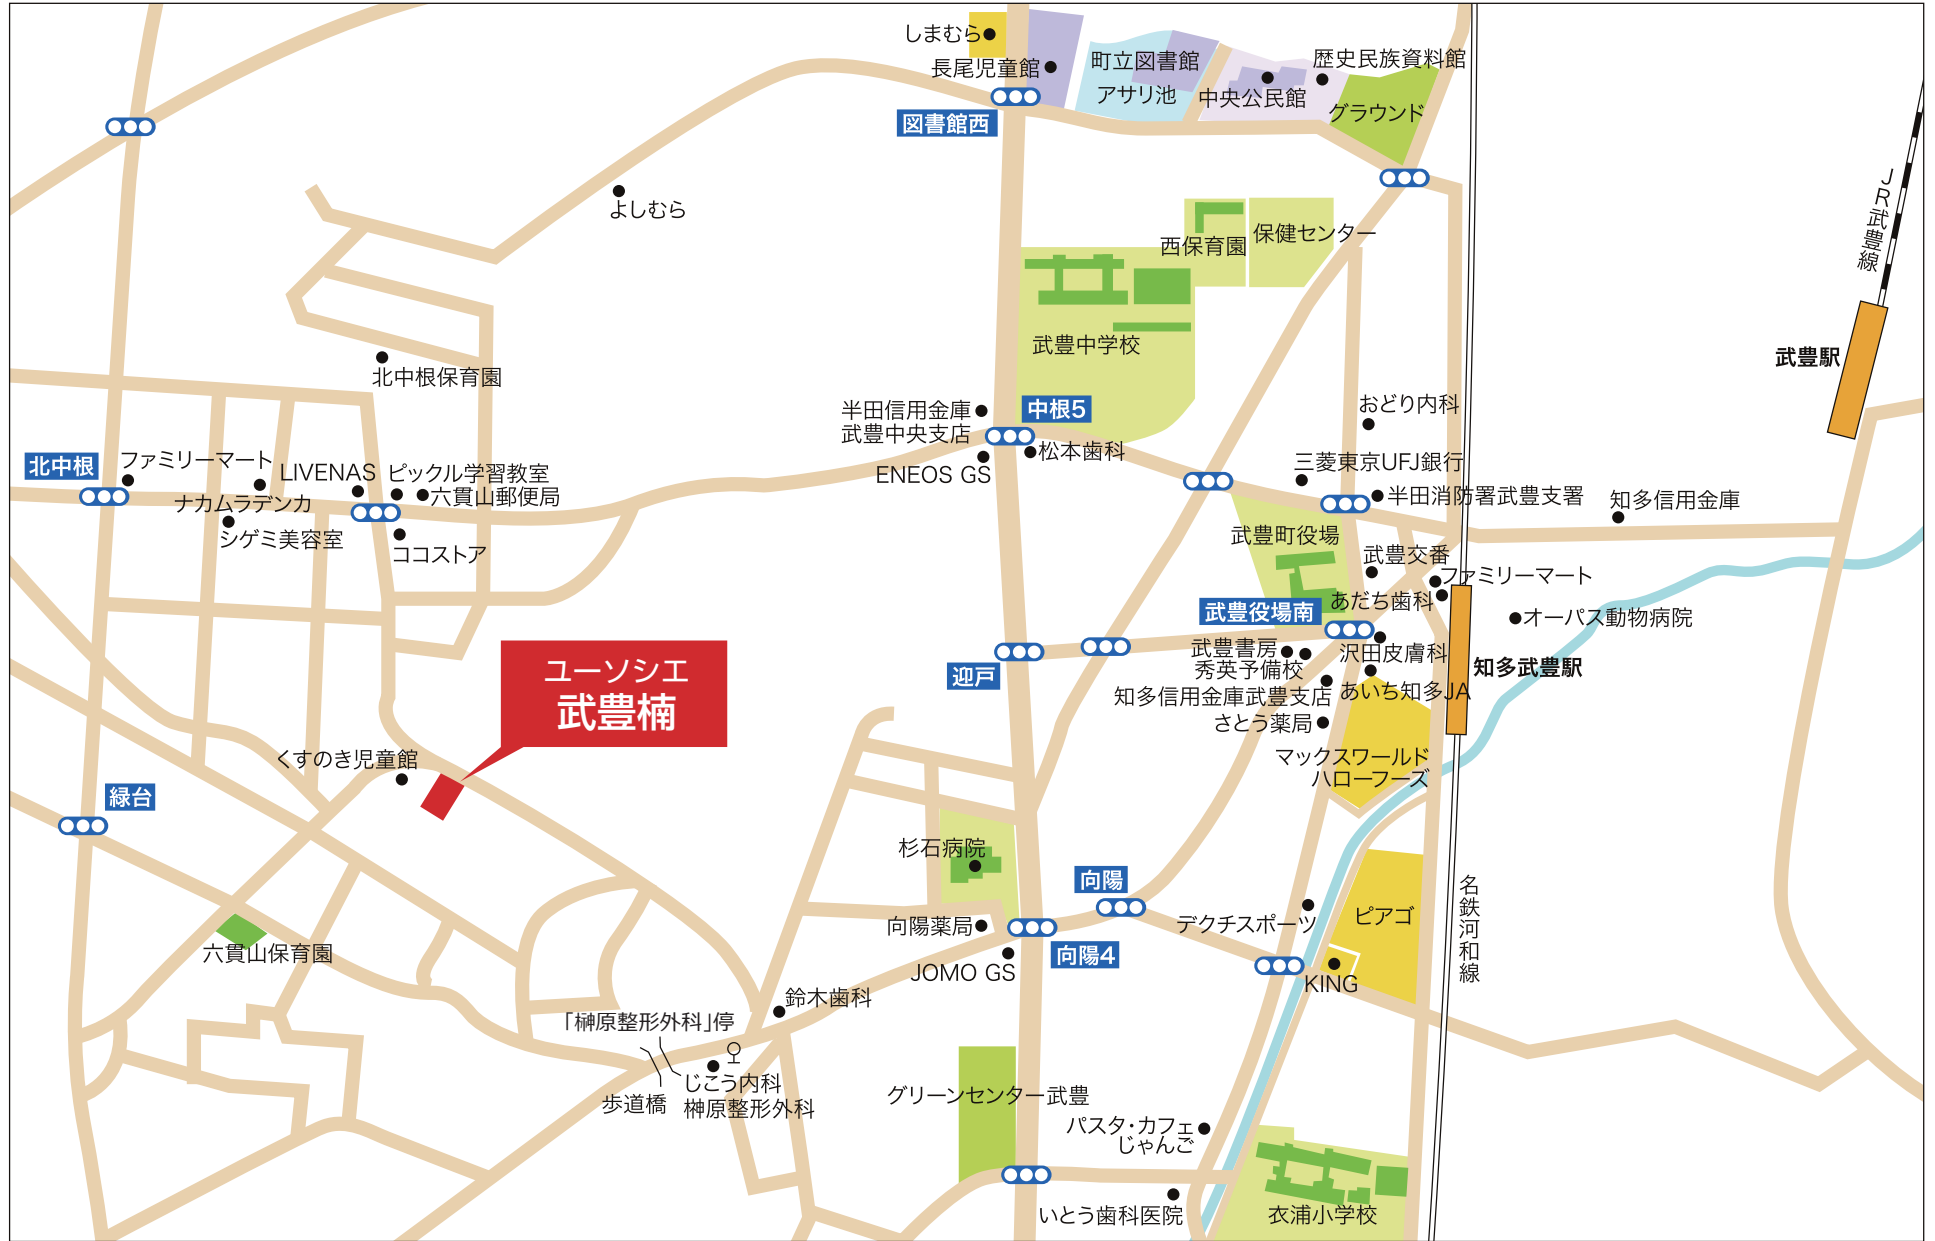 しまむら
長尾児童館
町立図書館
アサリ池
中央公民館
歴史民族資料館
グラウンド
図書館西
よしむら
西保育園
保健センター
JR武豊線
武豊中学校
武豊駅
北中根保育園
半田信用金庫
武豊中央支店
中根5
松本歯科
ENEOS GS
おどり内科
三菱東京UFJ銀行
半田消防署武豊支署
知多信用金庫
北中根
ファミリーマート
LIVENAS
ピックル学習教室
六貫山郵便局
ナカムラデンカ
シゲミ美容室
ココストア
武豊町役場
武豊交番
ファミリーマート
あだち歯科
武豊役場南
オーパス動物病院
武豊書房
秀英予備校
沢田皮膚科
知多武豊駅
迎戸
知多信用金庫武豊支店
あいち知多JA
さとう薬局
ユーソシエ
武豊楠
くすのき児童館
マックスワールド
ハローフーズ
緑台
杉石病院
向陽
向陽薬局
デクチスポーツ
ピアゴ
名鉄河和線
向陽4
JOMO GS
KING
六貫山保育園
鈴木歯科
「榊原整形外科」停
じこう内科
榊原整形外科
歩道橋
グリーンセンター武豊
パスタ・カフェ
じゃんご
いとう歯科医院
衣浦小学校